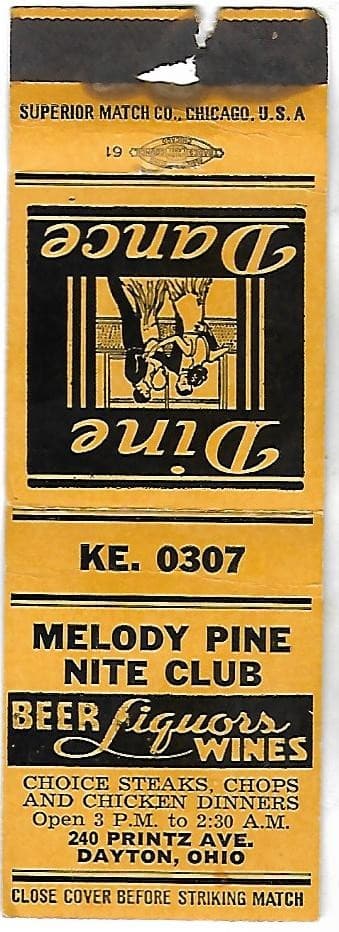 SUPERIOR MATCH CO., CHICAGO, U.S.A
61
Dine
Dance
KE. 0307
MELODY PINE
NITE CLUB
BEER Liquors
WINES
CHOICE STEAKS, CHOPS
AND CHICKEN DINNERS
Open 3 P.M. to 2:30 A.M.
240 PRINTZ AVE.
DAYTON, OHIO
CLOSE COVER BEFORE STRIKING MATCH